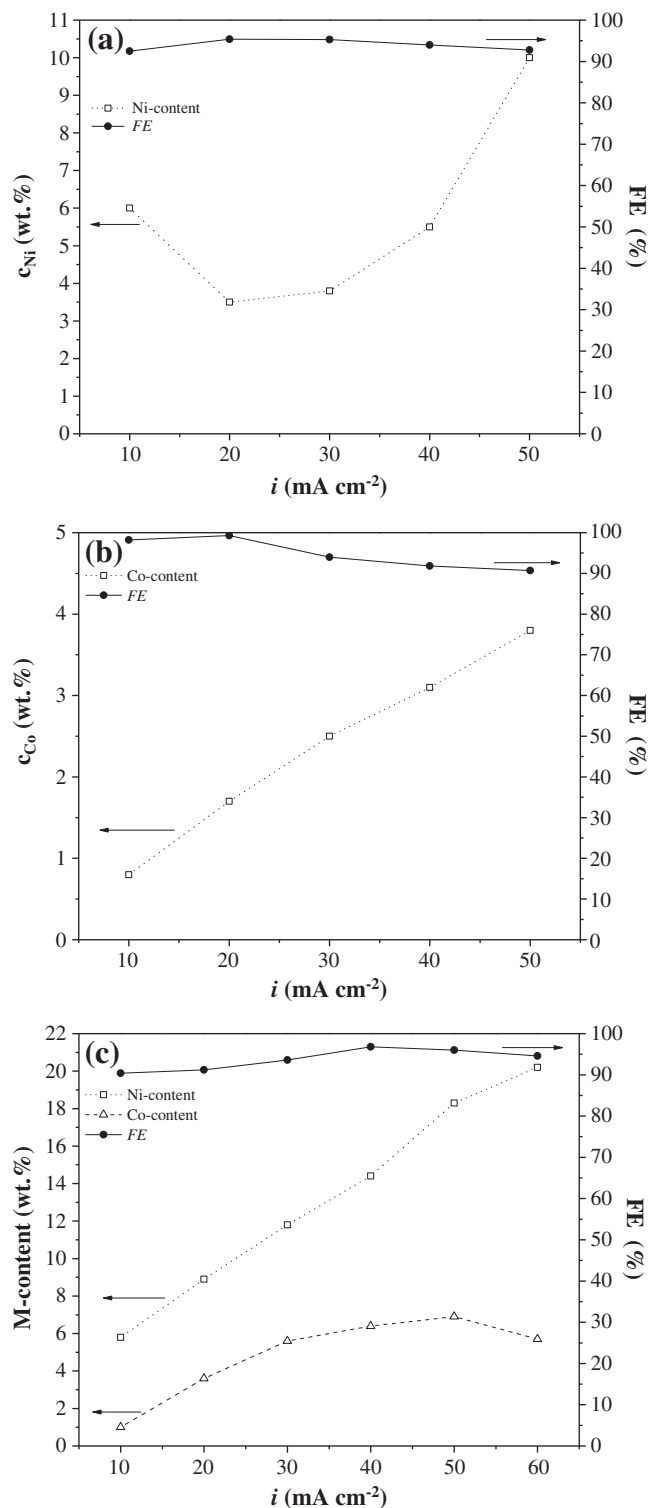 (a)
11
10
9
8
7
6
5
4
3
2
1
0
c_Ni (wt.%)
Ni-content
FE
100
90
80
70
60
50
40
30
20
10
0
FE (%)
10 20 30 40 50
i (mA cm⁻²)
(b)
5
4
3
2
1
0
c_Co (wt.%)
Co-content
FE
100
90
80
70
60
50
40
30
20
10
0
FE (%)
10 20 30 40 50
i (mA cm⁻²)
(c)
22
20
18
16
14
12
10
8
6
4
2
0
M-content (wt.%)
Ni-content
Co-content
FE
100
90
80
70
60
50
40
30
20
10
0
FE (%)
10 20 30 40 50 60
i (mA cm⁻²)